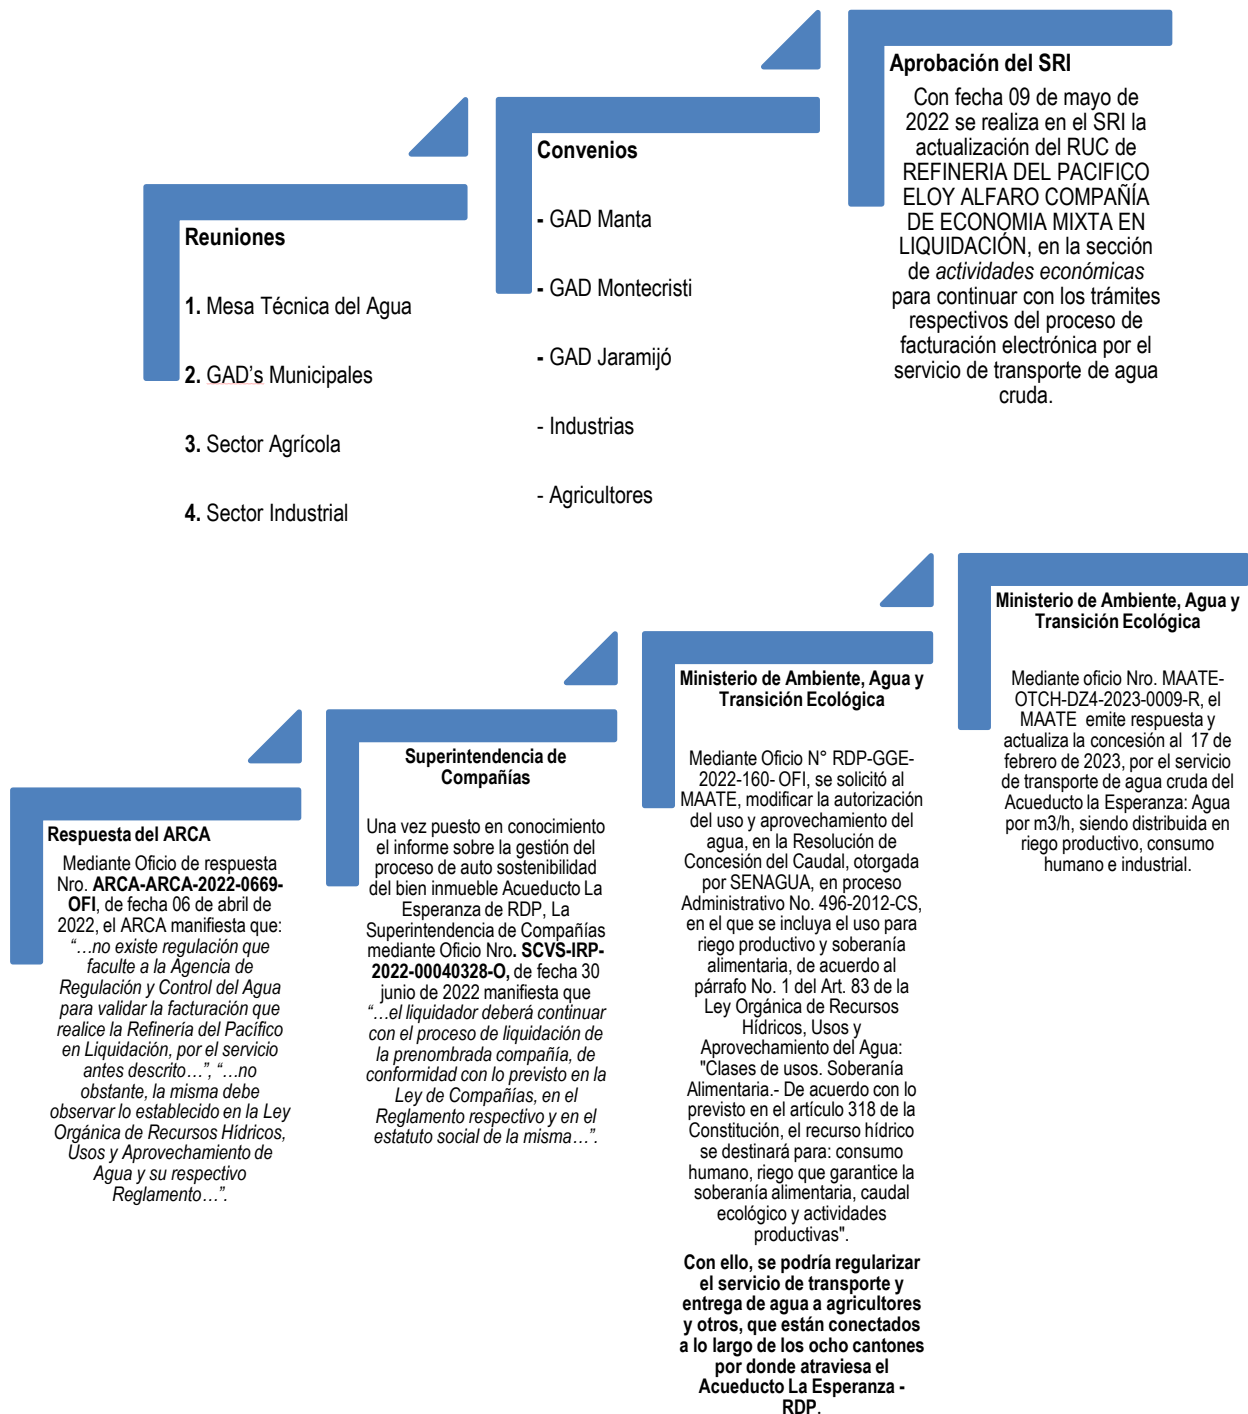 Reuniones
1. Mesa Técnica del Agua
2. GAD's Municipales
3. Sector Agrícola
4. Sector Industrial
Convenios
- GAD Manta
- GAD Montecristi
- GAD Jaramijó
- Industrias
- Agricultores
Aprobación del SRI
Con fecha 09 de mayo de
2022 se realiza en el SRI la
actualización del RUC de
REFINERIA DEL PACIFICO
ELOY ALFARO COMPAÑÍA
DE ECONOMIA MIXTA EN
LIQUIDACIÓN, en la sección
de actividades económicas
para continuar con los trámites
respectivos del proceso de
facturación electrónica por el
servicio de transporte de agua
cruda.
Respuesta del ARCA
Mediante Oficio de respuesta
Nro. ARCA-ARCA-2022-0669-
OFI, de fecha 06 de abril de
2022, el ARCA manifiesta que:
“…no existe regulación que
faculte a la Agencia de
Regulación y Control del Agua
para validar la facturación que
realice la Refinería del Pacífico
en Liquidación, por el servicio
antes descrito…”, “…no
obstante, la misma debe
observar lo establecido en la Ley
Orgánica de Recursos Hídricos,
Usos y Aprovechamiento de
Agua y su respectivo
Reglamento…”.
Superintendencia de
Compañías
Una vez puesto en conocimiento
el informe sobre la gestión del
proceso de auto sostenibilidad
del bien inmueble Acueducto La
Esperanza de RDP, La
Superintendencia de Compañías
mediante Oficio Nro. SCVS-IRP-
2022-00040328-O, de fecha 30
junio de 2022 manifiesta que
“…el liquidador deberá continuar
con el proceso de liquidación de
la prenombrada compañía, de
conformidad con lo previsto en la
Ley de Compañías, en el
Reglamento respectivo y en el
estatuto social de la misma…”.
Ministerio de Ambiente, Agua y
Transición Ecológica
Mediante Oficio N° RDP-GGE-
2022-160- OFI, se solicitó al
MAATE, modificar la autorización
del uso y aprovechamiento del
agua, en la Resolución de
Concesión del Caudal, otorgada
por SENAGUA, en proceso
Administrativo No. 496-2012-CS,
en el que se incluya el uso para
riego productivo y soberanía
alimentaria, de acuerdo al
párrafo No. 1 del Art. 83 de la
Ley Orgánica de Recursos
Hídricos, Usos y
Aprovechamiento del Agua:
"Clases de usos. Soberanía
Alimentaria.- De acuerdo con lo
previsto en el artículo 318 de la
Constitución, el recurso hídrico
se destinará para: consumo
humano, riego que garantice la
soberanía alimentaria, caudal
ecológico y actividades
productivas".
Con ello, se podría regularizar
el servicio de transporte y
entrega de agua a agricultores
y otros, que están conectados
a lo largo de los ocho cantones
por donde atraviesa el
Acueducto La Esperanza -
RDP.
Ministerio de Ambiente, Agua y
Transición Ecológica
Mediante oficio Nro. MAATE-
OTCH-DZ4-2023-0009-R, el
MAATE emite respuesta y
actualiza la concesión al 17 de
febrero de 2023, por el servicio
de transporte de agua cruda del
Acueducto la Esperanza: Agua
por m3/h, siendo distribuida en
riego productivo, consumo
humano e industrial.